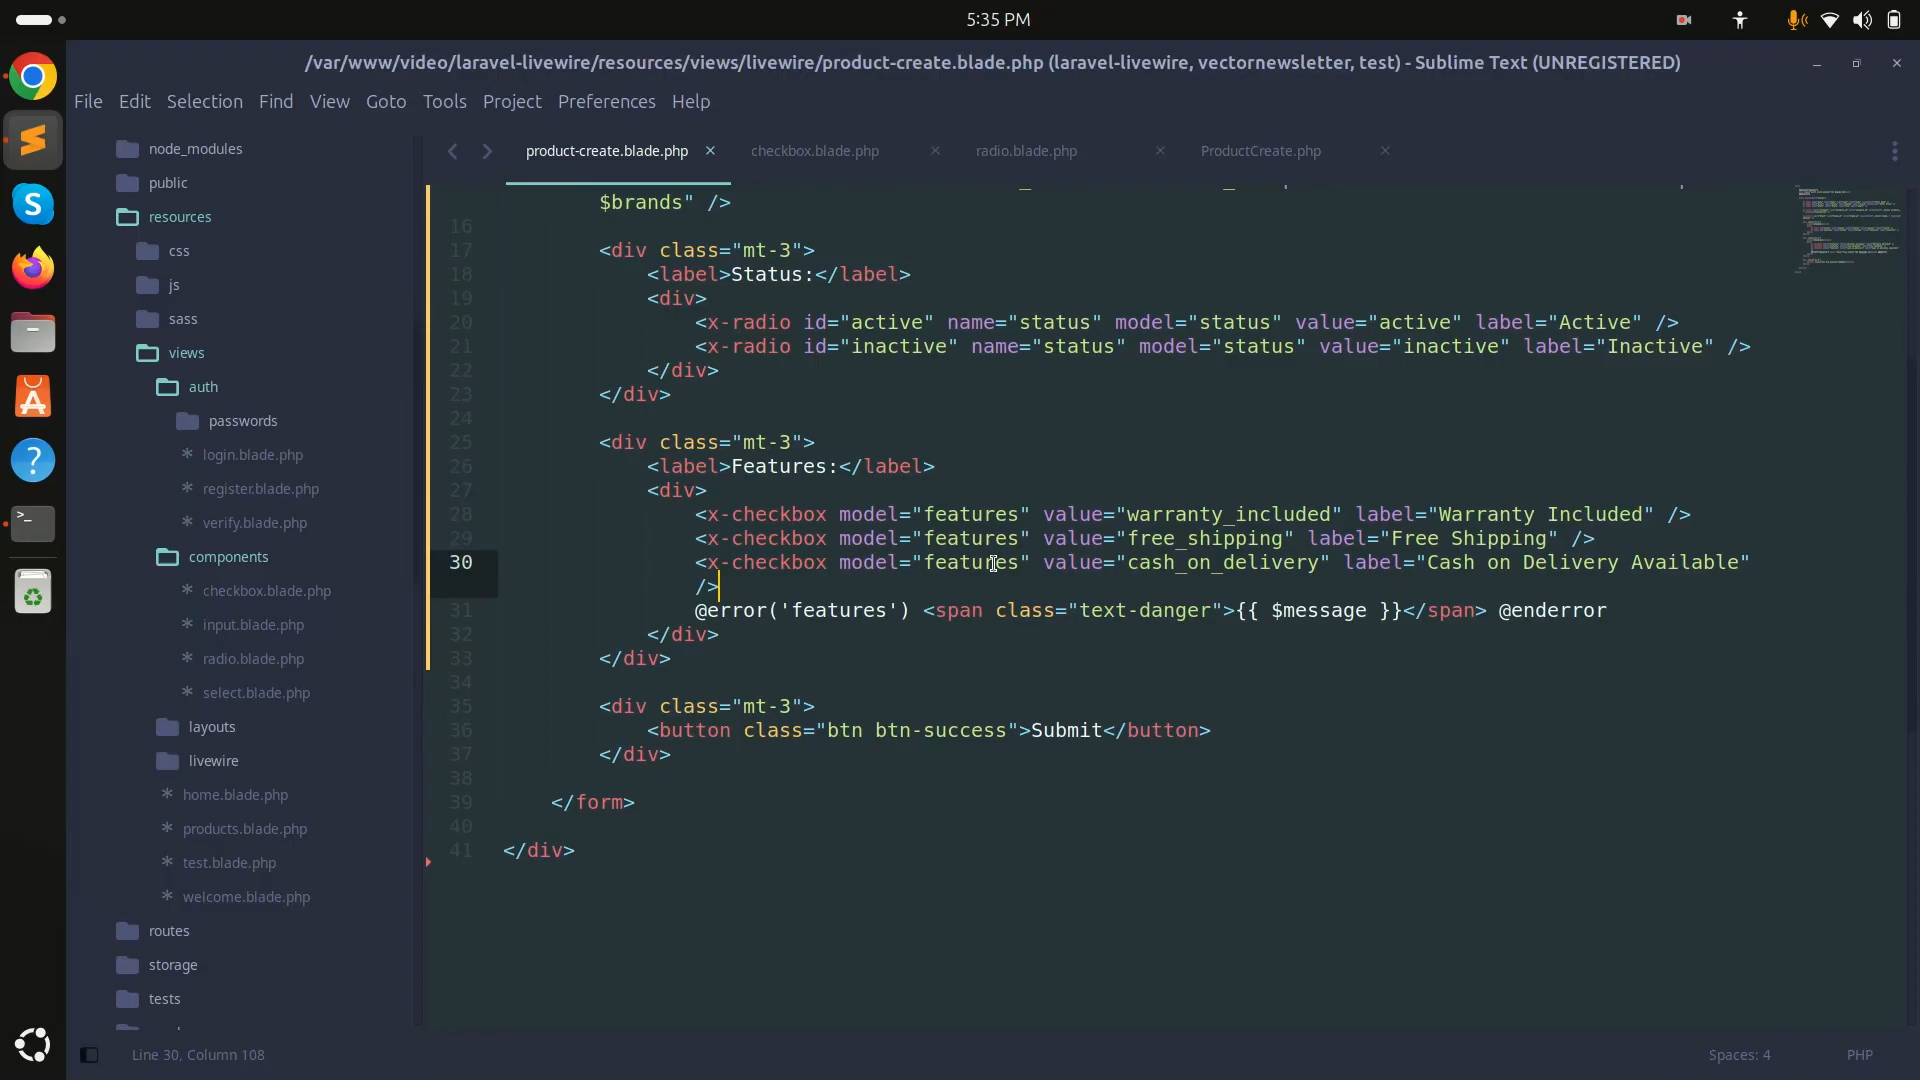 5:35 PM
/var/www/video/laravel-livewire/resources/views/livewire/product-create.blade.php (laravel-livewire, vectornewsletter, test) - Sublime Text (UNREGISTERED)
File Edit Selection Find View Goto Tools Project Preferences Help
node_modules
public
resources
css
js
sass
views
auth
passwords
login.blade.php
register.blade.php
verify.blade.php
components
checkbox.blade.php
input.blade.php
radio.blade.php
select.blade.php
layouts
livewire
home.blade.php
products.blade.php
test.blade.php
welcome.blade.php
routes
storage
tests
product-create.blade.php checkbox.blade.php radio.blade.php ProductCreate.php
$brands" />
16
17 <div class="mt-3">
18 <label>Status:</label>
19 <div>
20 <x-radio id="active" name="status" model="status" value="active" label="Active" />
21 <x-radio id="inactive" name="status" model="status" value="inactive" label="Inactive" />
22 </div>
23 </div>
24
25 <div class="mt-3">
26 <label>Features:</label>
27 <div>
28 <x-checkbox model="features" value="warranty_included" label="Warranty Included" />
29 <x-checkbox model="features" value="free_shipping" label="Free Shipping" />
30 <x-checkbox model="features" value="cash_on_delivery" label="Cash on Delivery Available"
/>
31 @error('features') <span class="text-danger">{{ $message }}</span> @enderror
32 </div>
33 </div>
34
35 <div class="mt-3">
36 <button class="btn btn-success">Submit</button>
37 </div>
38
39 </form>
40
41 </div>
Line 30, Column 108
Spaces: 4 PHP